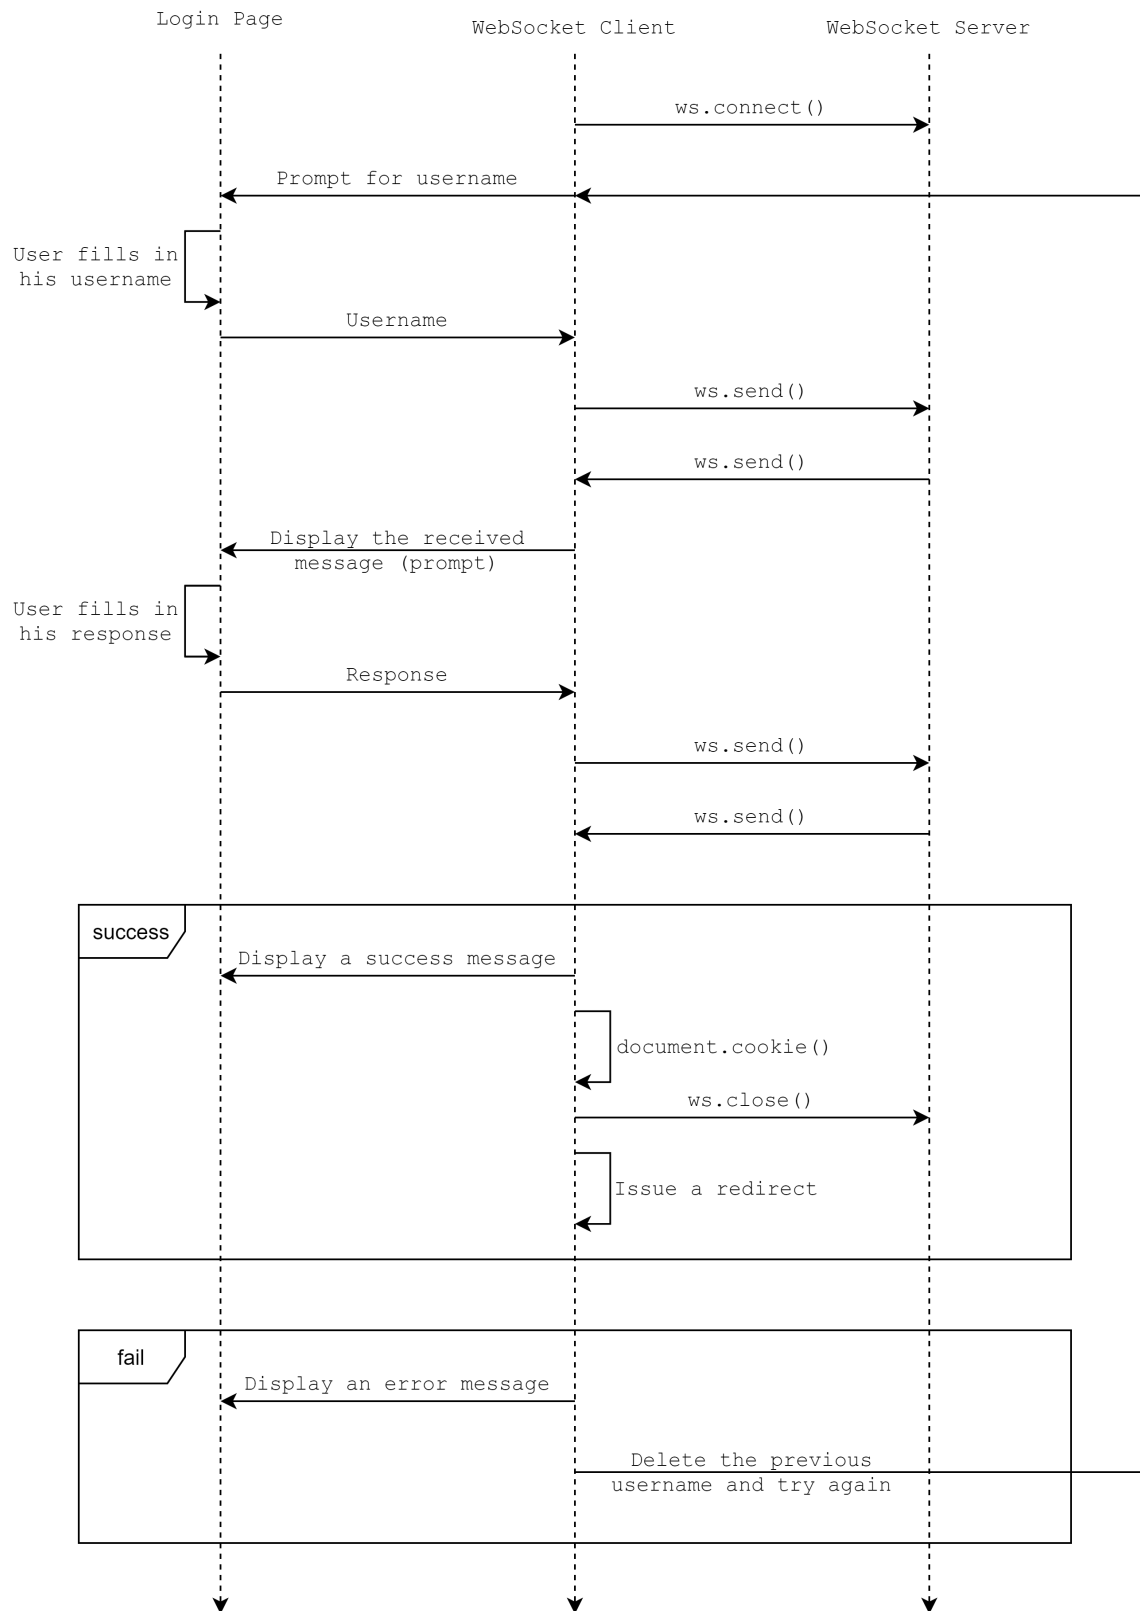 Login Page
WebSocket Client
WebSocket Server
ws.connect()
Prompt for username
User fills in
his username
Username
ws.send()
ws.send()
Display the received
message (prompt)
User fills in
his response
Response
ws.send()
ws.send()
success
Display a success message
document.cookie()
ws.close()
Issue a redirect
fail
Display an error message
Delete the previous
username and try again